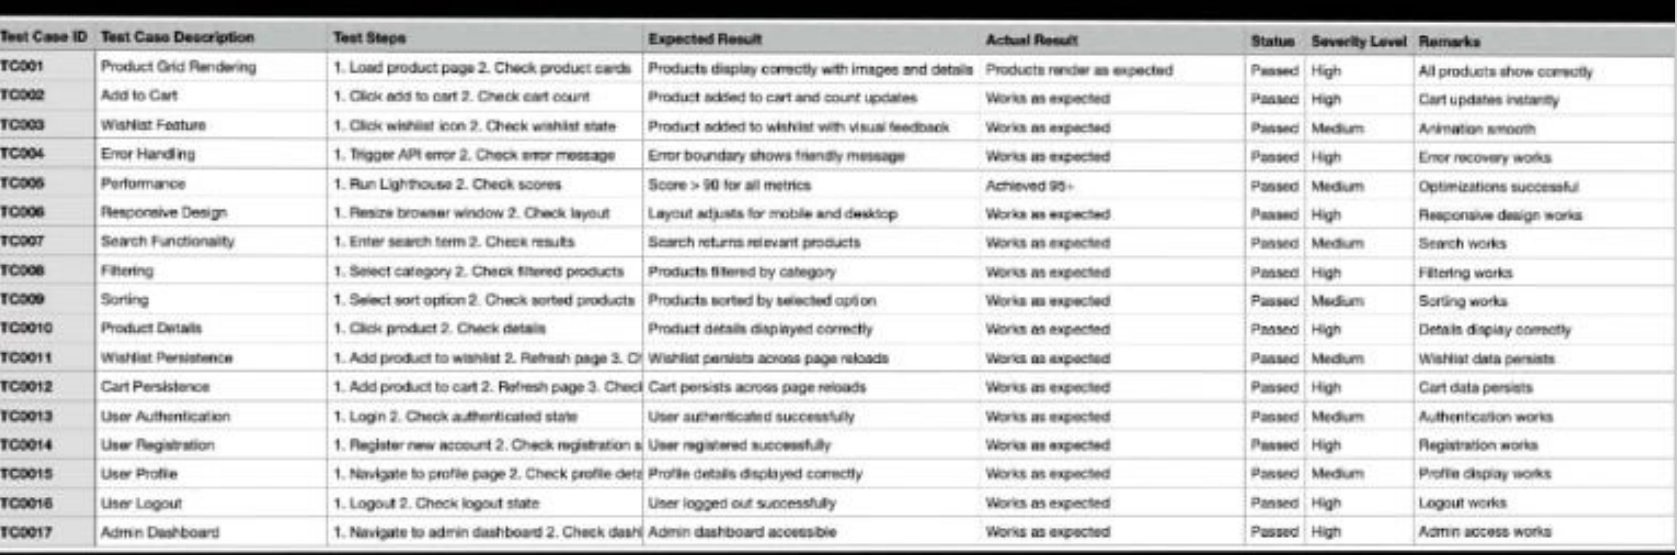 Test Case ID Test Case Description Test Steps Expected Result Actual Result Status Severity Level Remarks
TC001 Product Grid Rendering 1. Load product page 2. Check product cards Products display correctly with images and details Products render as expected Passed High All products show correctly
TC002 Add to Cart 1. Click add to cart 2. Check cart count Product added to cart and count updates Works as expected Passed High Cart updates instantly
TC003 Wishlist Feature 1. Click wishlist icon 2. Check wishlist state Product added to wishlist with visual feedback Works as expected Passed Medium Animation smooth
TC004 Error Handling 1. Trigger API error 2. Check error message Error boundary shows friendly message Works as expected Passed High Error recovery works
TC005 Performance 1. Run Lighthouse 2. Check scores Score > 90 for all metrics Achieved 95+ Passed Medium Optimizations successful
TC006 Responsive Design 1. Resize browser window 2. Check layout Layout adjusts for mobile and desktop Works as expected Passed High Responsive design works
TC007 Search Functionality 1. Enter search term 2. Check results Search returns relevant products Works as expected Passed Medium Search works
TC008 Filtering 1. Select category 2. Check filtered products Products filtered by category Works as expected Passed High Filtering works
TC009 Sorting 1. Select sort option 2. Check sorted products Products sorted by selected option Works as expected Passed Medium Sorting works
TC0010 Product Details 1. Click product 2. Check details Product details displayed correctly Works as expected Passed High Details display correctly
TC0011 Wishlist Persistence 1. Add product to wishlist 2. Refresh page 3. Wishlist persists across page reloads Works as expected Passed Medium Wishlist data persists
TC0012 Cart Persistence 1. Add product to cart 2. Refresh page 3. Chec Cart persists across page reloads Works as expected Passed High Cart data persists
TC0013 User Authentication 1. Login 2. Check authenticated state User authenticated successfully Works as expected Passed Medium Authentication works
TC0014 User Registration 1. Register new account 2. Check registration s User registered successfully Works as expected Passed High Registration works
TC0015 User Profile 1. Navigate to profile page 2. Check profile deta Profile details displayed correctly Works as expected Passed Medium Profile display works
TC0016 User Logout 1. Logout 2. Check logout state User logged out successfully Works as expected Passed High Logout works
TC0017 Admin Dashboard 1. Navigate to admin dashboard 2. Check dash Admin dashboard accessible Works as expected Passed High Admin access works